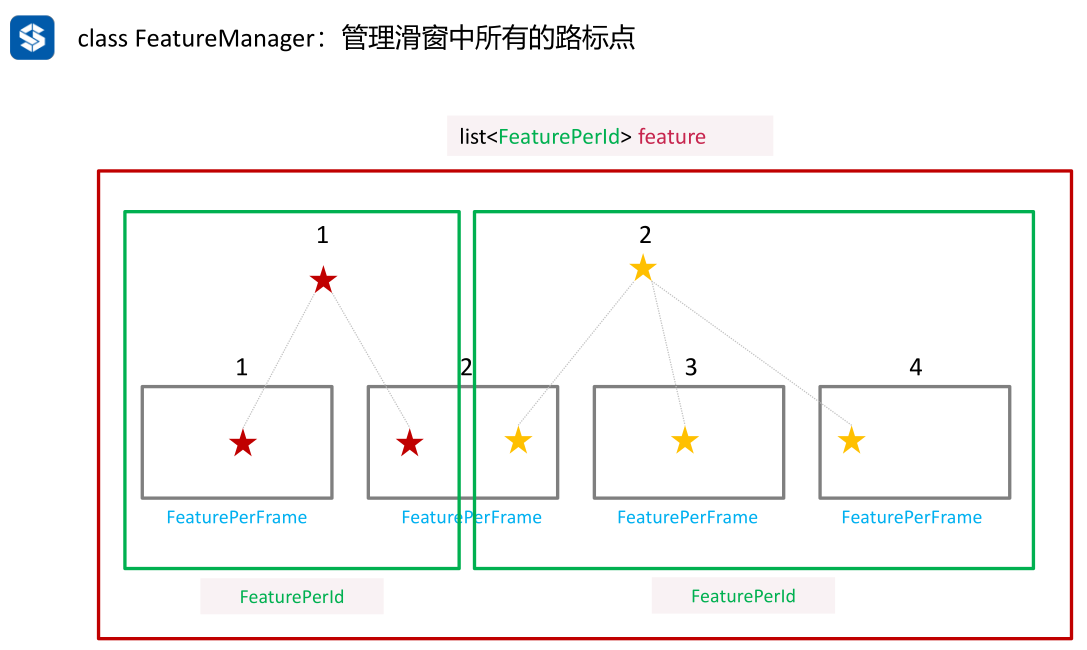 class FeatureManager：管理滑窗中所有的路标点
list<FeaturePerId> feature
1
2
1
2
3
4
FeaturePerFrame
FeaturePerFrame
FeaturePerFrame
FeaturePerFrame
FeaturePerId
FeaturePerId